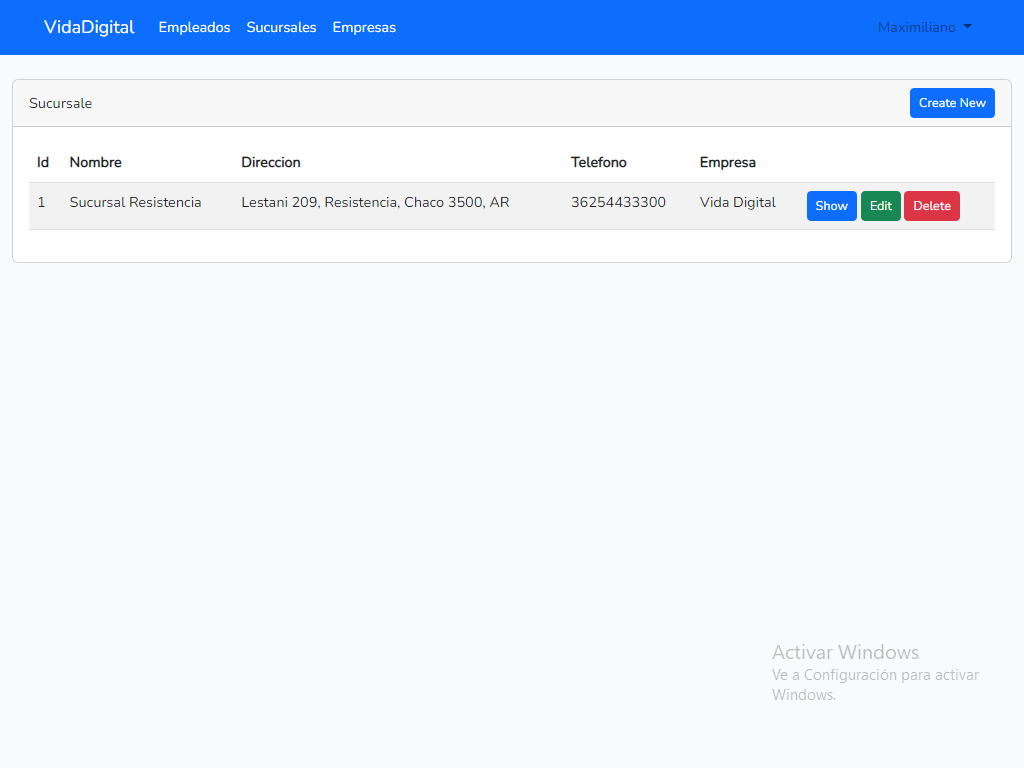 VidaDigital Empleados Sucursales Empresas Maximiliano
Sucursale Create New
Id Nombre Direccion Telefono Empresa
1 Sucursal Resistencia Lestani 209, Resistencia, Chaco 3500, AR 36254433300 Vida Digital Show Edit Delete
Activar Windows
Ve a Configuración para activar
Windows.